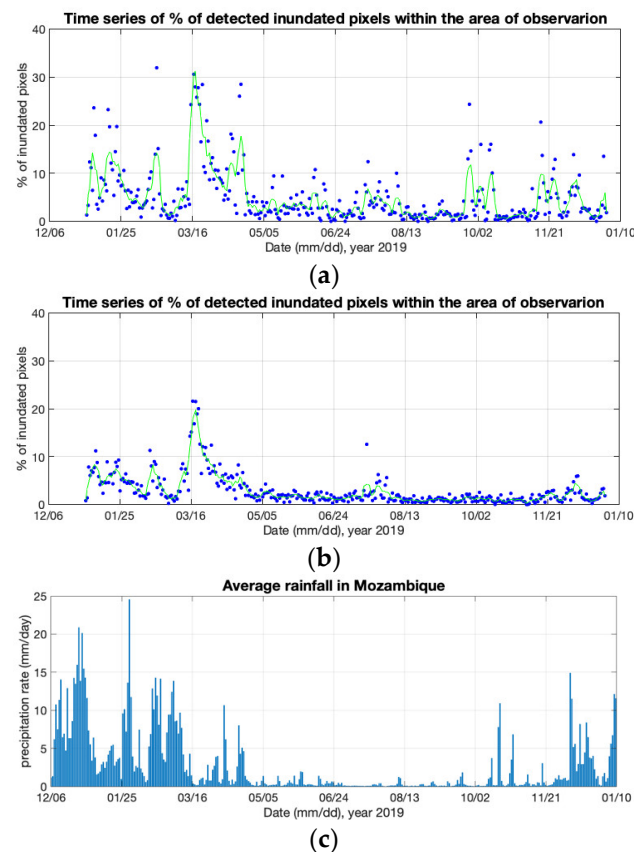 Time series of % of detected inundated pixels within the area of observarion
40
30
20
10
0
% of inundated pixels
12/06 01/25 03/16 05/05 06/24 08/13 10/02 11/21 01/10
Date (mm/dd), year 2019
(a)
Time series of % of detected inundated pixels within the area of observarion
40
30
20
10
0
% of inundated pixels
12/06 01/25 03/16 05/05 06/24 08/13 10/02 11/21 01/10
Date (mm/dd), year 2019
(b)
Average rainfall in Mozambique
25
20
15
10
5
0
precipitation rate (mm/day)
12/06 01/25 03/16 05/05 06/24 08/13 10/02 11/21 01/10
Date (mm/dd), year 2019
(c)